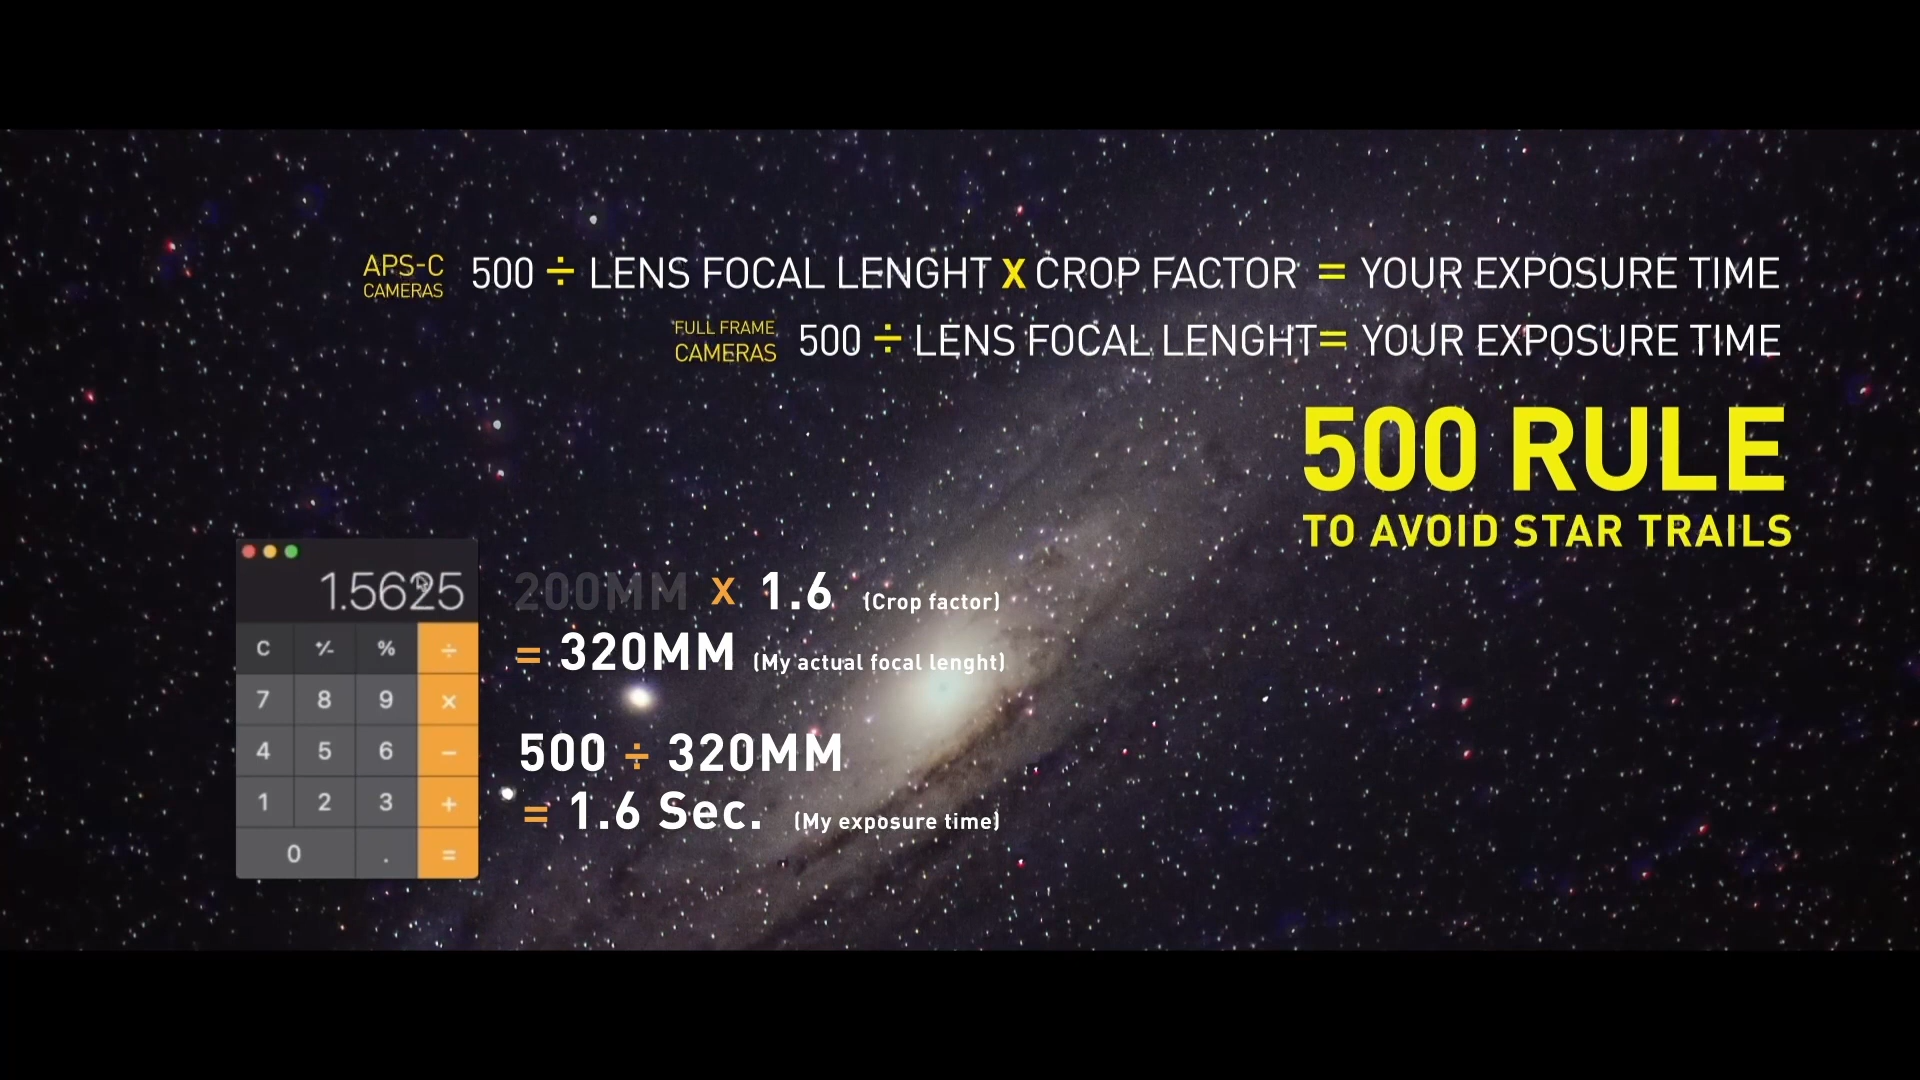 APS-C
CAMERAS
500 ÷ LENS FOCAL LENGHT X CROP FACTOR = YOUR EXPOSURE TIME
FULL FRAME
CAMERAS
500 ÷ LENS FOCAL LENGHT= YOUR EXPOSURE TIME
500 RULE
TO AVOID STAR TRAILS
1.5625
C +/- % ÷
7 8 9 ×
4 5 6 −
1 2 3 +
0 . =
200MM X 1.6 (Crop factor)
= 320MM (My actual focal lenght)
500 ÷ 320MM
= 1.6 Sec. (My exposure time)